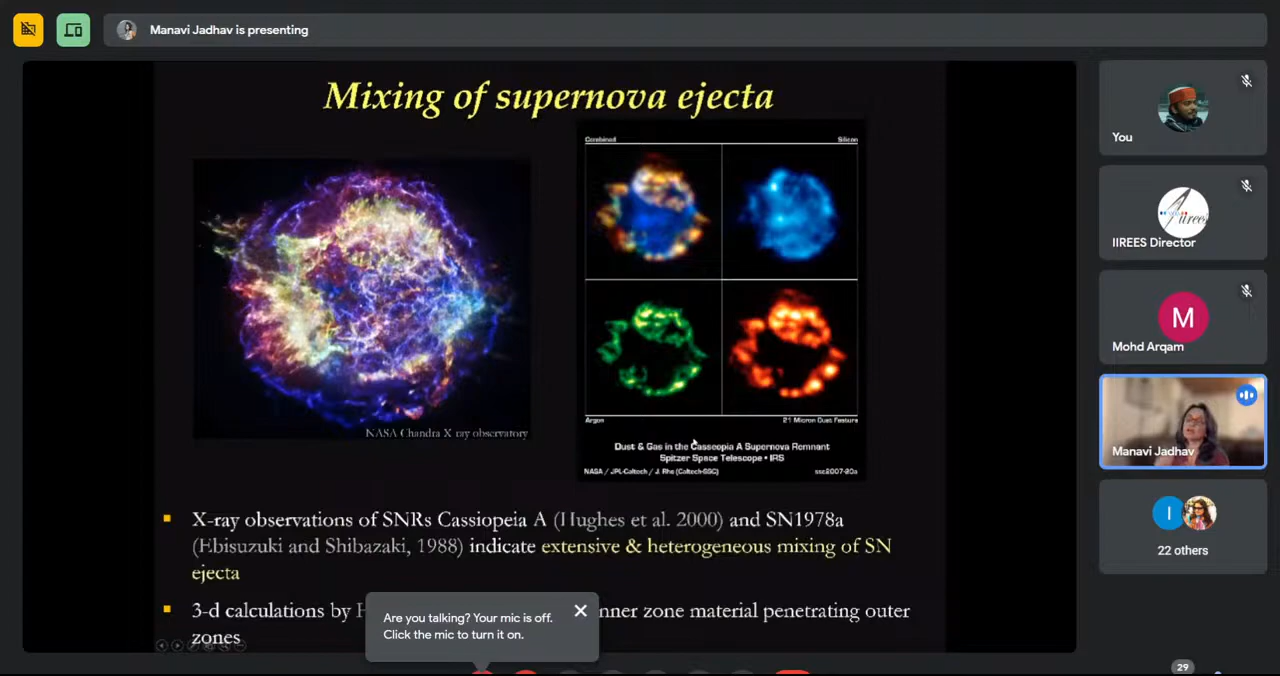 Manavi Jadhav is presenting
Mixing of supernova ejecta
Combined
Silicon
NASA Chandra X ray observatory
Argon
21 Micron Dust Feature
Dust & Gas in the Casseopia A Supernova Remnant
Spitzer Space Telescope • IRS
NASA / JPL-Caltech / J. Rho (Caltech-SSC)
ssc2007-20a
X-ray observations of SNRs Cassiopeia A (Hughes et al. 2000) and SN1978a
(Ebisuzuki and Shibazaki, 1988) indicate extensive & heterogeneous mixing of SN
ejecta
3-d calculations by H
nner zone material penetrating outer
zones
Are you talking? Your mic is off.
Click the mic to turn it on.
You
IIREES Director
M
Mohd Arqam
Manavi Jadhav
I
22 others
29